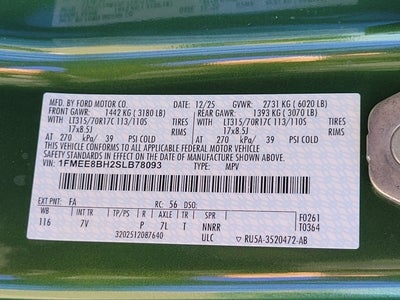 MFD. BY FORD MOTOR CO. 12/25 GVWR: 2731 KG ( 6020 LB)
FRONT GAWR: 1442 KG ( 3180 LB) REAR GAWR: 1393 KG ( 3070 LB)
WITH LT315/70R17C 113/110S TIRES WITH LT315/70R17C 113/110S TIRES
17x8.5J RIMS 17x8.5J RIMS
AT 270 kPa/ 39 PSI COLD AT 270 kPa/ 39 PSI COLD
THIS VEHICLE CONFORMS TO ALL APPLICABLE FEDERAL MOTOR VEHICLE
SAFETY STANDARDS IN EFFECT ON THE DATE OF MANUFACTURE SHOWN ABOVE.
VIN: 1FMEE8BH2SLB78093 TYPE: MPV
EXT PNT: FA RC: 56 DSO: F0261
WB INT TR TP/PS R AXLE TR SPR T0364
116 7V P 7L T NNRR
3202512087640 ULC RU5A-3520472-AB